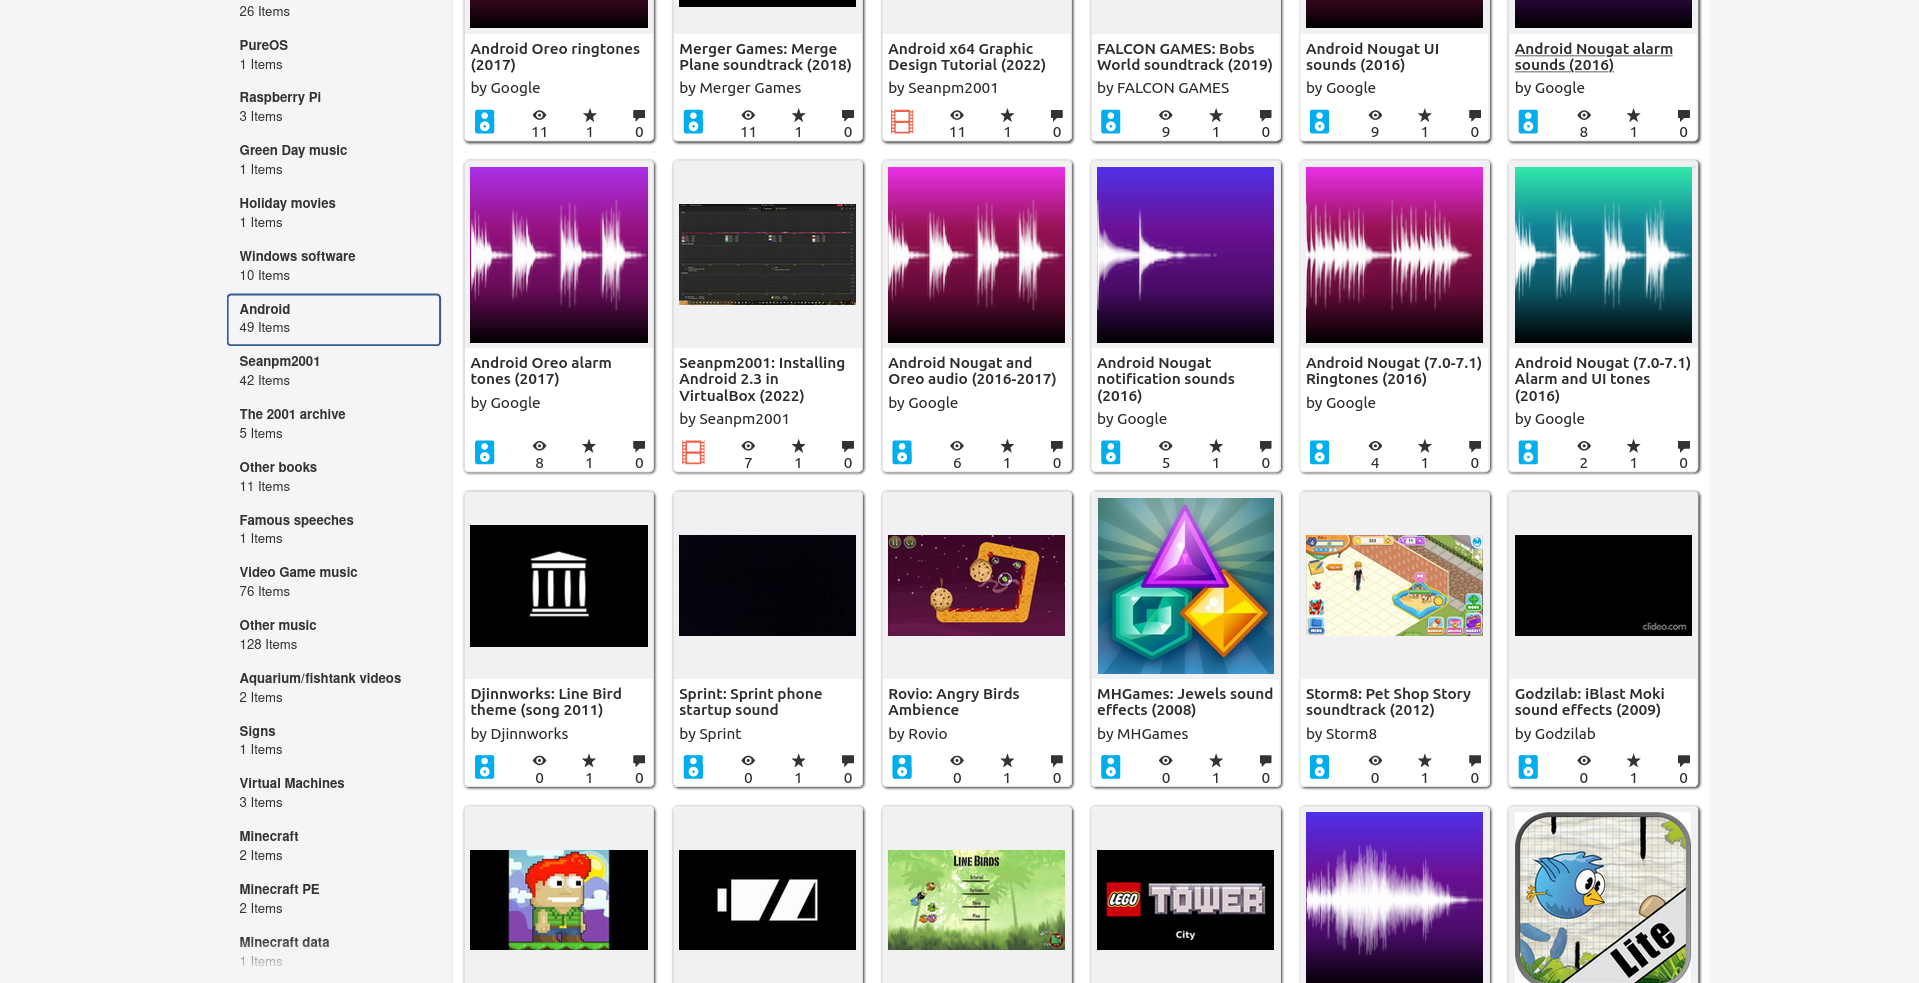 26 Items
PureOS
1 Items
Raspberry Pi
3 Items
Green Day music
1 Items
Holiday movies
1 Items
Windows software
10 Items
Android
49 Items
Seanpm2001
42 Items
The 2001 archive
5 Items
Other books
11 Items
Famous speeches
1 Items
Video Game music
76 Items
Other music
128 Items
Aquarium/fishtank videos
2 Items
Signs
1 Items
Virtual Machines
3 Items
Minecraft
2 Items
Minecraft PE
2 Items
Minecraft data
1 Items
Android Oreo ringtones
(2017)
by Google
11 1 0
Merger Games: Merge
Plane soundtrack (2018)
by Merger Games
11 1 0
Android x64 Graphic
Design Tutorial (2022)
by Seanpm2001
11 1 0
FALCON GAMES: Bobs
World soundtrack (2019)
by FALCON GAMES
9 1 0
Android Nougat UI
sounds (2016)
by Google
9 1 0
Android Nougat alarm
sounds (2016)
by Google
8 1 0
Android Oreo alarm
tones (2017)
by Google
8 1 0
Seanpm2001: Installing
Android 2.3 in
VirtualBox (2022)
by Seanpm2001
7 1 0
Android Nougat and
Oreo audio (2016-2017)
by Google
6 1 0
Android Nougat
notification sounds
(2016)
by Google
5 1 0
Android Nougat (7.0-7.1)
Ringtones (2016)
by Google
4 1 0
Android Nougat (7.0-7.1)
Alarm and UI tones
(2016)
by Google
2 1 0
Djinnworks: Line Bird
theme (song 2011)
by Djinnworks
0 1 0
Sprint: Sprint phone
startup sound
by Sprint
0 1 0
Rovio: Angry Birds
Ambience
by Rovio
0 1 0
MHGames: Jewels sound
effects (2008)
by MHGames
0 1 0
Storm8: Pet Shop Story
soundtrack (2012)
by Storm8
0 1 0
clideo.com
Godzilab: iBlast Moki
sound effects (2009)
by Godzilab
0 1 0
LINE BIRDS
LEGO TOWER
City
Lite